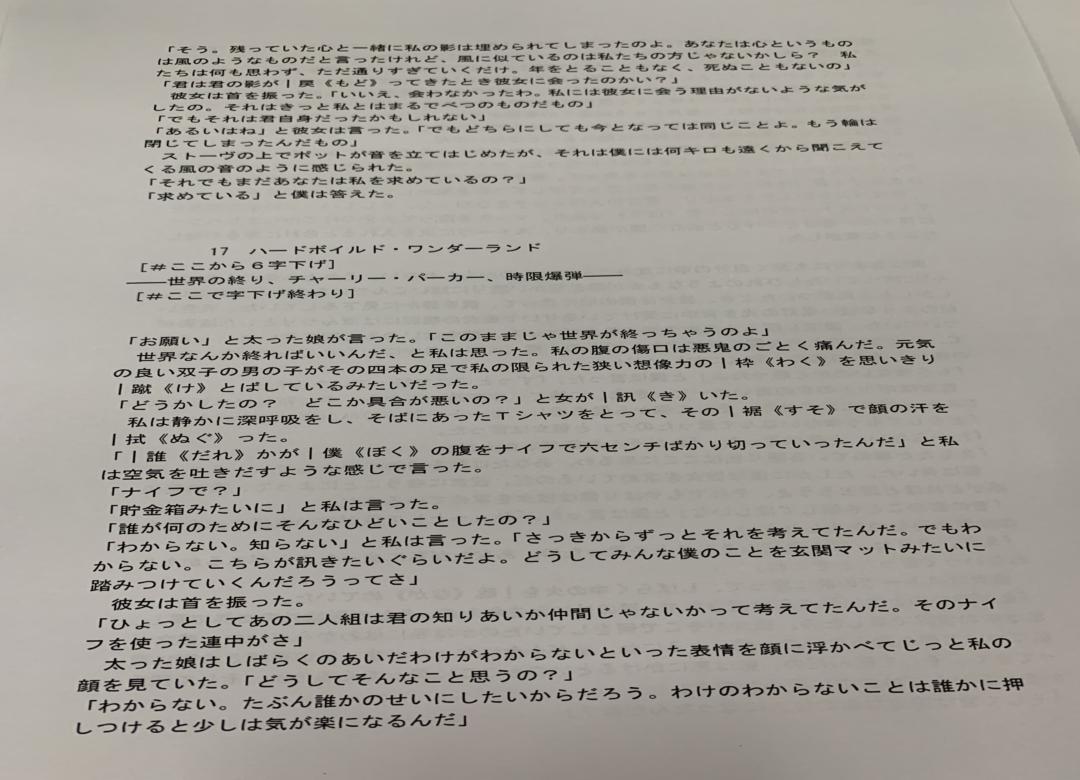 「そう。残っていた心と一緒に私の影は埋められてしまったのよ。あなたは心というもの
は風のようなものだと言ったけれど、風に似ているのは私たちの方じゃないかしら？　私
たちは何も思わず、ただ通りすぎていくだけ。年をとることもなく、死ぬこともないの」
「君は君の影が｜戻《もど》ってきたとき彼女に会ったのかい？」
　彼女は首を振った。「いいえ、会わなかったわ。私には彼女に会う理由がないような気が
したの。それはきっと私とはまるでべつのものだもの」
「でもそれは君自身だったかもしれない」
「あるいはね」と彼女は言った。「でもどちらにしても今となっては同じことよ。もう輪は
閉じてしまったんだもの」
　ストーヴの上でポットが音を立てはじめたが、それは僕には何キロも遠くから聞こえて
くる風の音のように感じられた。
「それでもまだあなたは私を求めているの？」
「求めている」と僕は答えた。
17　ハードボイルド・ワンダーランド
［＃ここから６字下げ］
――世界の終り、チャーリー・パーカー、時限爆弾――
［＃ここで字下げ終わり］
「お願い」と太った娘が言った。「このままじゃ世界が終っちゃうのよ」
　世界なんか終ればいいんだ、と私は思った。私の腹の傷口は悪鬼のごとく痛んだ。元気
の良い双子の男の子がその四本の足で私の限られた狭い想像力の｜枠《わく》を思いきり
｜蹴《け》とばしているみたいだった。
「どうかしたの？　どこか具合が悪いの？」と女が｜訊《き》いた。
　私は静かに深呼吸をし、そばにあったＴシャツをとって、その｜裾《すそ》で顔の汗を
｜拭《ぬぐ》った。
「｜誰《だれ》かが｜僕《ぼく》の腹をナイフで六センチばかり切っていったんだ」と私
は空気を吐きだすような感じで言った。
「ナイフで？」
「貯金箱みたいに」と私は言った。
「誰が何のためにそんなひどいことしたの？」
「わからない。知らない」と私は言った。「さっきからずっとそれを考えてたんだ。でもわ
からない。こちらが訊きたいぐらいだよ。どうしてみんな僕のことを玄関マットみたいに
踏みつけていくんだろうってさ」
　彼女は首を振った。
「ひょっとしてあの二人組は君の知りあいか仲間じゃないかって考えてたんだ。そのナイ
フを使った連中がさ」
　太った娘はしばらくのあいだわけがわからないといった表情を顔に浮かべてじっと私の
顔を見ていた。「どうしてそんなこと思うの？」
「わからない。たぶん誰かのせいにしたいからだろう。わけのわからないことは誰かに押
しつけると少しは気が楽になるんだ」